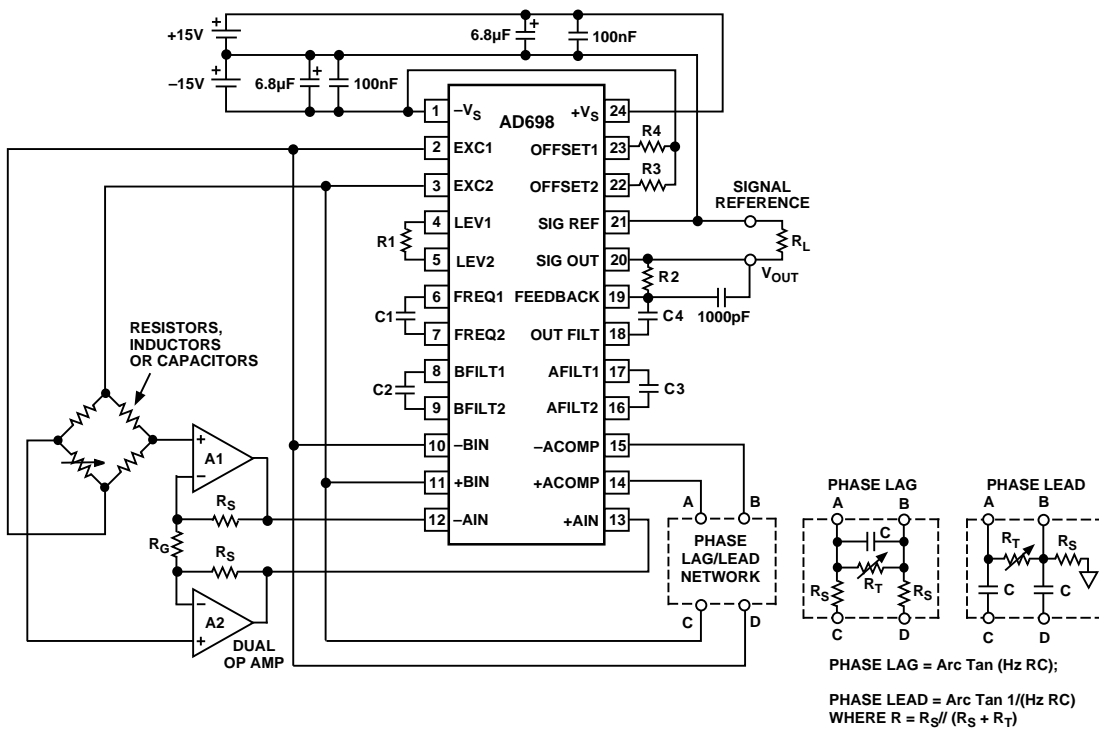 +15V
6.8µF
100nF
–15V
6.8µF
100nF
AD698
1 –VS
+VS 24
2 EXC1
OFFSET1 23
R4
3 EXC2
OFFSET2 22
R3
4 LEV1
SIG REF 21
SIGNAL
REFERENCE
R1
RL
5 LEV2
SIG OUT 20
R2
VOUT
6 FREQ1
FEEDBACK 19
1000pF
C1
C4
7 FREQ2
OUT FILT 18
8 BFILT1
AFILT1 17
C2
C3
9 BFILT2
AFILT2 16
10 –BIN
–ACOMP 15
11 +BIN
+ACOMP 14
12 –AIN
+AIN 13
RESISTORS,
INDUCTORS
OR CAPACITORS
+
A1
–
RS
RG
RS
–
A2
+
DUAL
OP AMP
A
B
PHASE
LAG/LEAD
NETWORK
C
D
PHASE LAG
A
B
C
RT
RS
RS
C
D
PHASE LEAD
A
B
RT
RS
C
C
C
D
PHASE LAG = Arc Tan (Hz RC);
PHASE LEAD = Arc Tan 1/(Hz RC)
WHERE R = RS// (RS + RT)